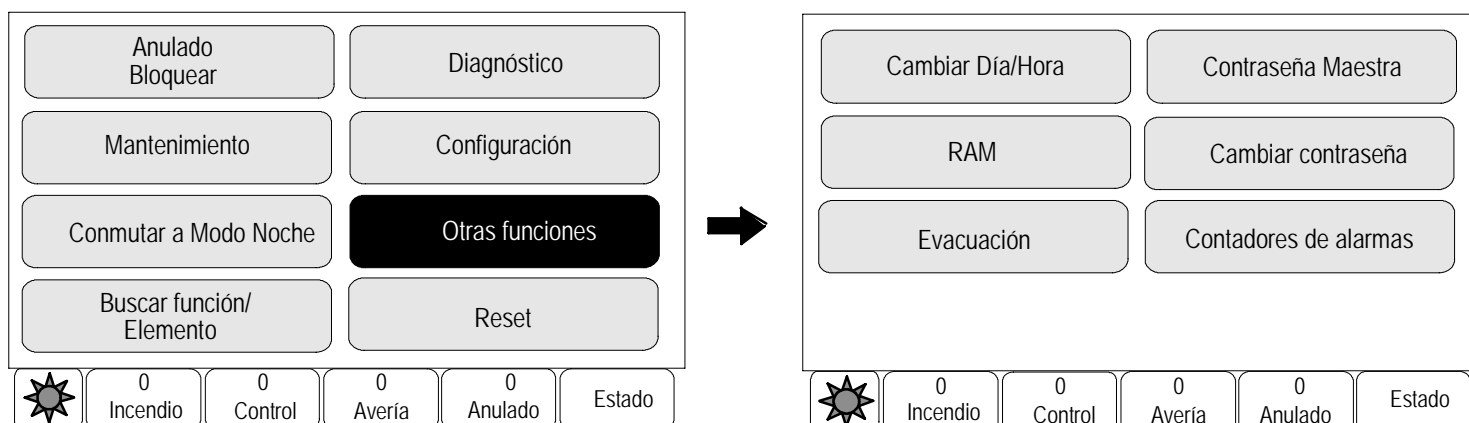 Anulado
Bloquear
Diagnóstico
Mantenimiento
Configuración
Conmutar a Modo Noche
Otras funciones
Buscar función/
Elemento
Reset
0
Incendio
0
Control
0
Avería
0
Anulado
Estado
Cambiar Día/Hora
Contraseña Maestra
RAM
Cambiar contraseña
Evacuación
Contadores de alarmas
0
Incendio
0
Control
0
Avería
0
Anulado
Estado